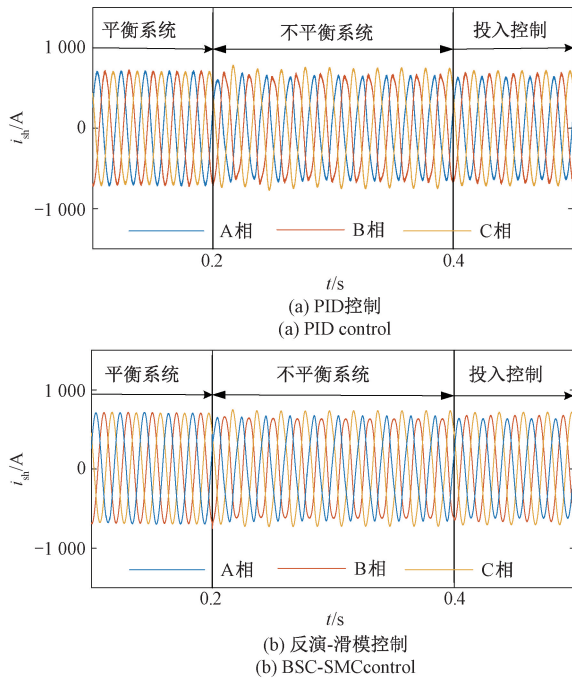 平衡系统 不平衡系统 投入控制
1 000
0
−1 000
i_sh/A
A相 B相 C相
0.2 0.4
t/s
(a) PID控制
(a) PID control
平衡系统 不平衡系统 投入控制
1 000
0
−1 000
i_sh/A
A相 B相 C相
0.2 0.4
t/s
(b) 反演-滑模控制
(b) BSC-SMCcontrol